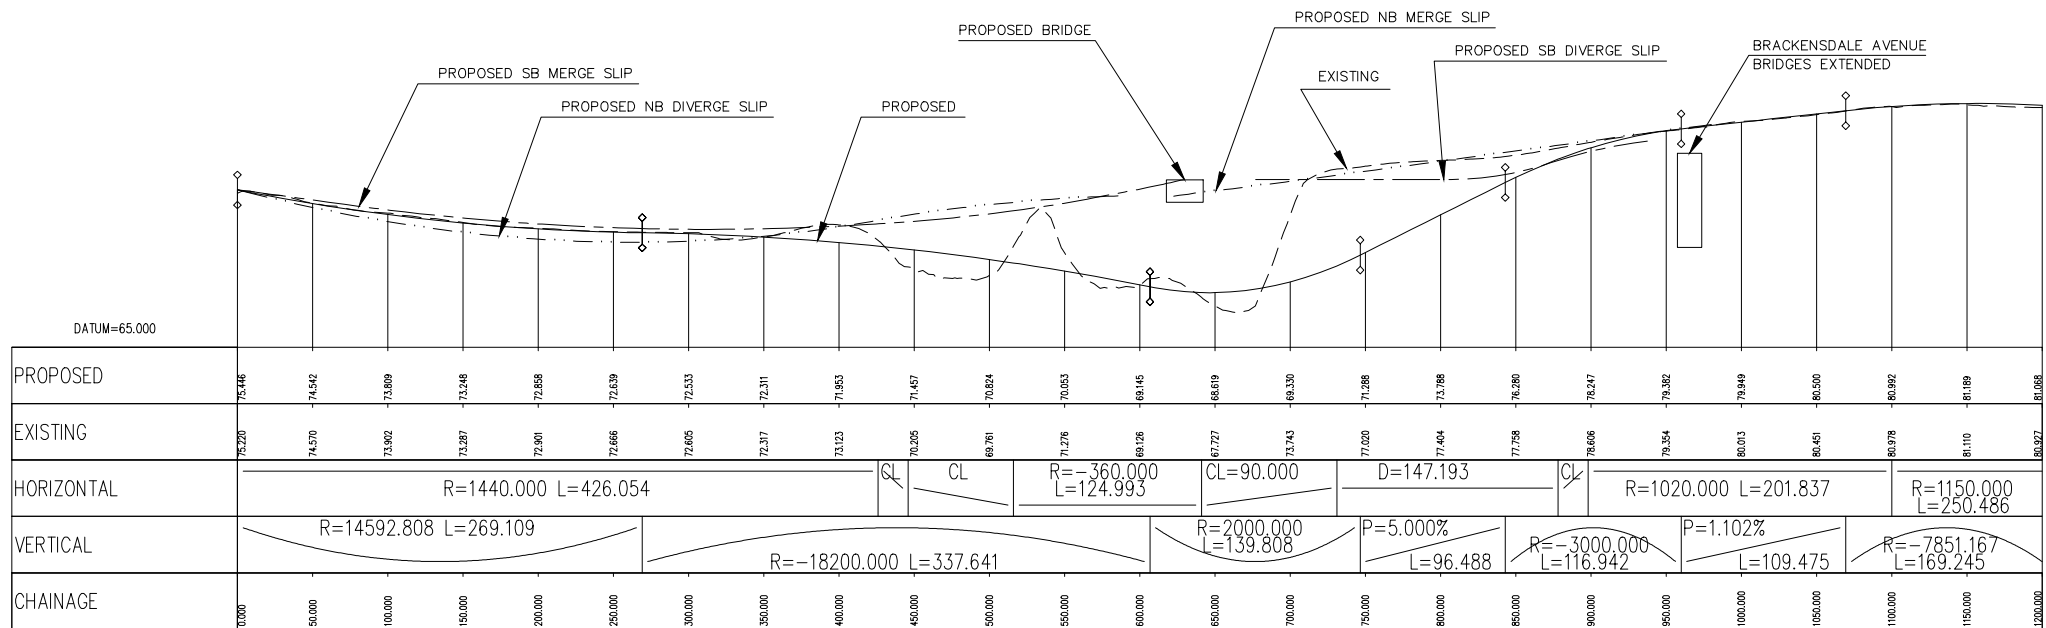 PROPOSED NB MERGE SLIP
PROPOSED BRIDGE
PROPOSED SB DIVERGE SLIP
BRACKENSDALE AVENUE
BRIDGES EXTENDED
PROPOSED SB MERGE SLIP
EXISTING
PROPOSED NB DIVERGE SLIP
PROPOSED
DATUM=65.000
PROPOSED
75.446 74.542 73.809 73.248 72.858 72.639 72.533 72.311 71.953 71.457 70.824 70.053 69.145 68.619 69.330 71.288 73.788 76.280 78.247 79.382 79.949 80.500 80.992 81.189 81.068
EXISTING
75.220 74.570 73.902 73.287 72.901 72.666 72.605 72.317 73.123 70.205 69.761 71.276 69.126 67.727 73.743 77.020 77.404 77.758 78.606 79.354 80.013 80.451 80.978 81.110 80.927
HORIZONTAL
R=1440.000 L=426.054
CL
CL
R=-360.000
L=124.993
CL=90.000
D=147.193
CL
R=1020.000 L=201.837
R=1150.000
L=250.486
VERTICAL
R=14592.808 L=269.109
R=-18200.000 L=337.641
R=2000.000
L=139.808
P=5.000%
L=96.488
R=-3000.000
L=116.942
P=1.102%
L=109.475
R=-7851.167
L=169.245
CHAINAGE
0.000 50.000 100.000 150.000 200.000 250.000 300.000 350.000 400.000 450.000 500.000 550.000 600.000 650.000 700.000 750.000 800.000 850.000 900.000 950.000 1000.000 1050.000 1100.000 1150.000 1200.000